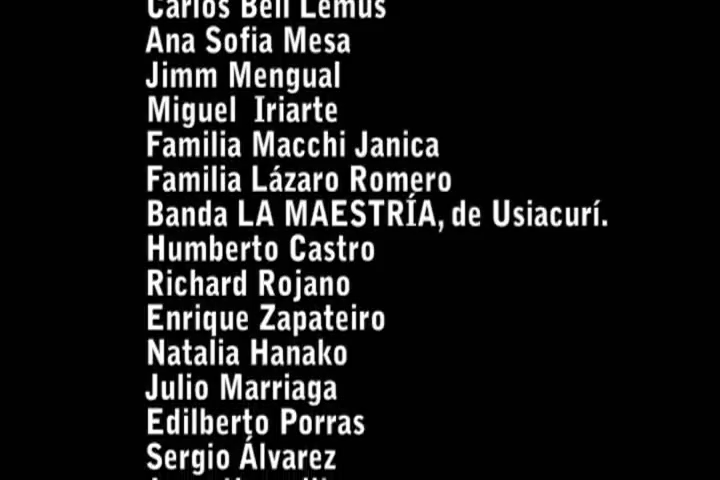 Carlos Bell Lemus
Ana Sofia Mesa
Jimm Mengual
Miguel Iriarte
Familia Macchi Janica
Familia Lázaro Romero
Banda LA MAESTRÍA, de Usiacurí.
Humberto Castro
Richard Rojano
Enrique Zapateiro
Natalia Hanako
Julio Marriaga
Edilberto Porras
Sergio Álvarez